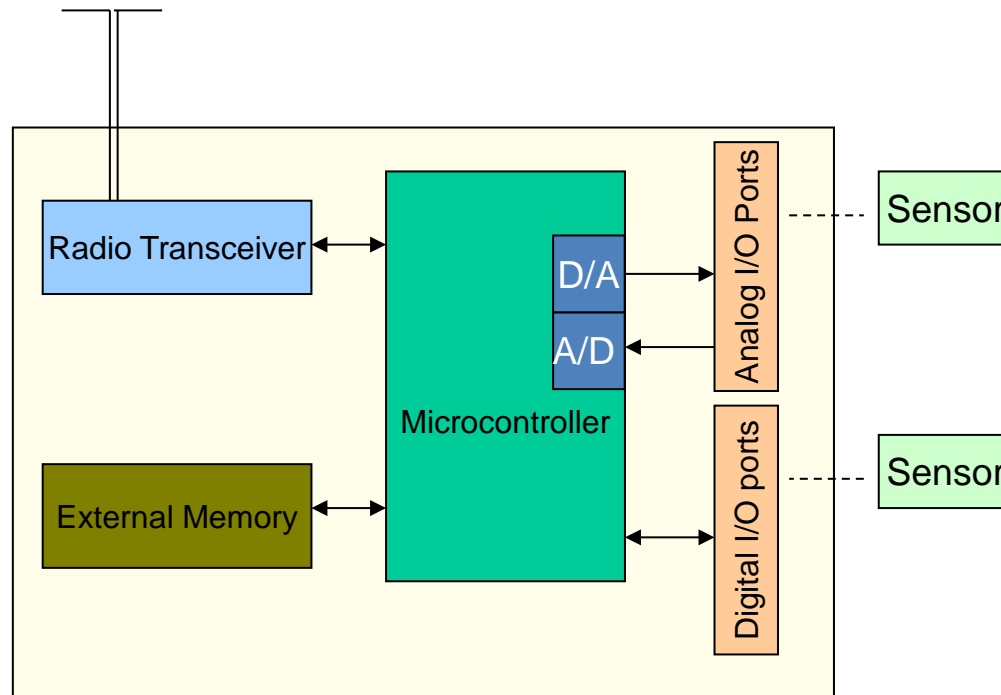 Radio Transceiver
D/A
A/D
Microcontroller
External Memory
Analog I/O Ports
Digital I/O ports
Sensor
Sensor